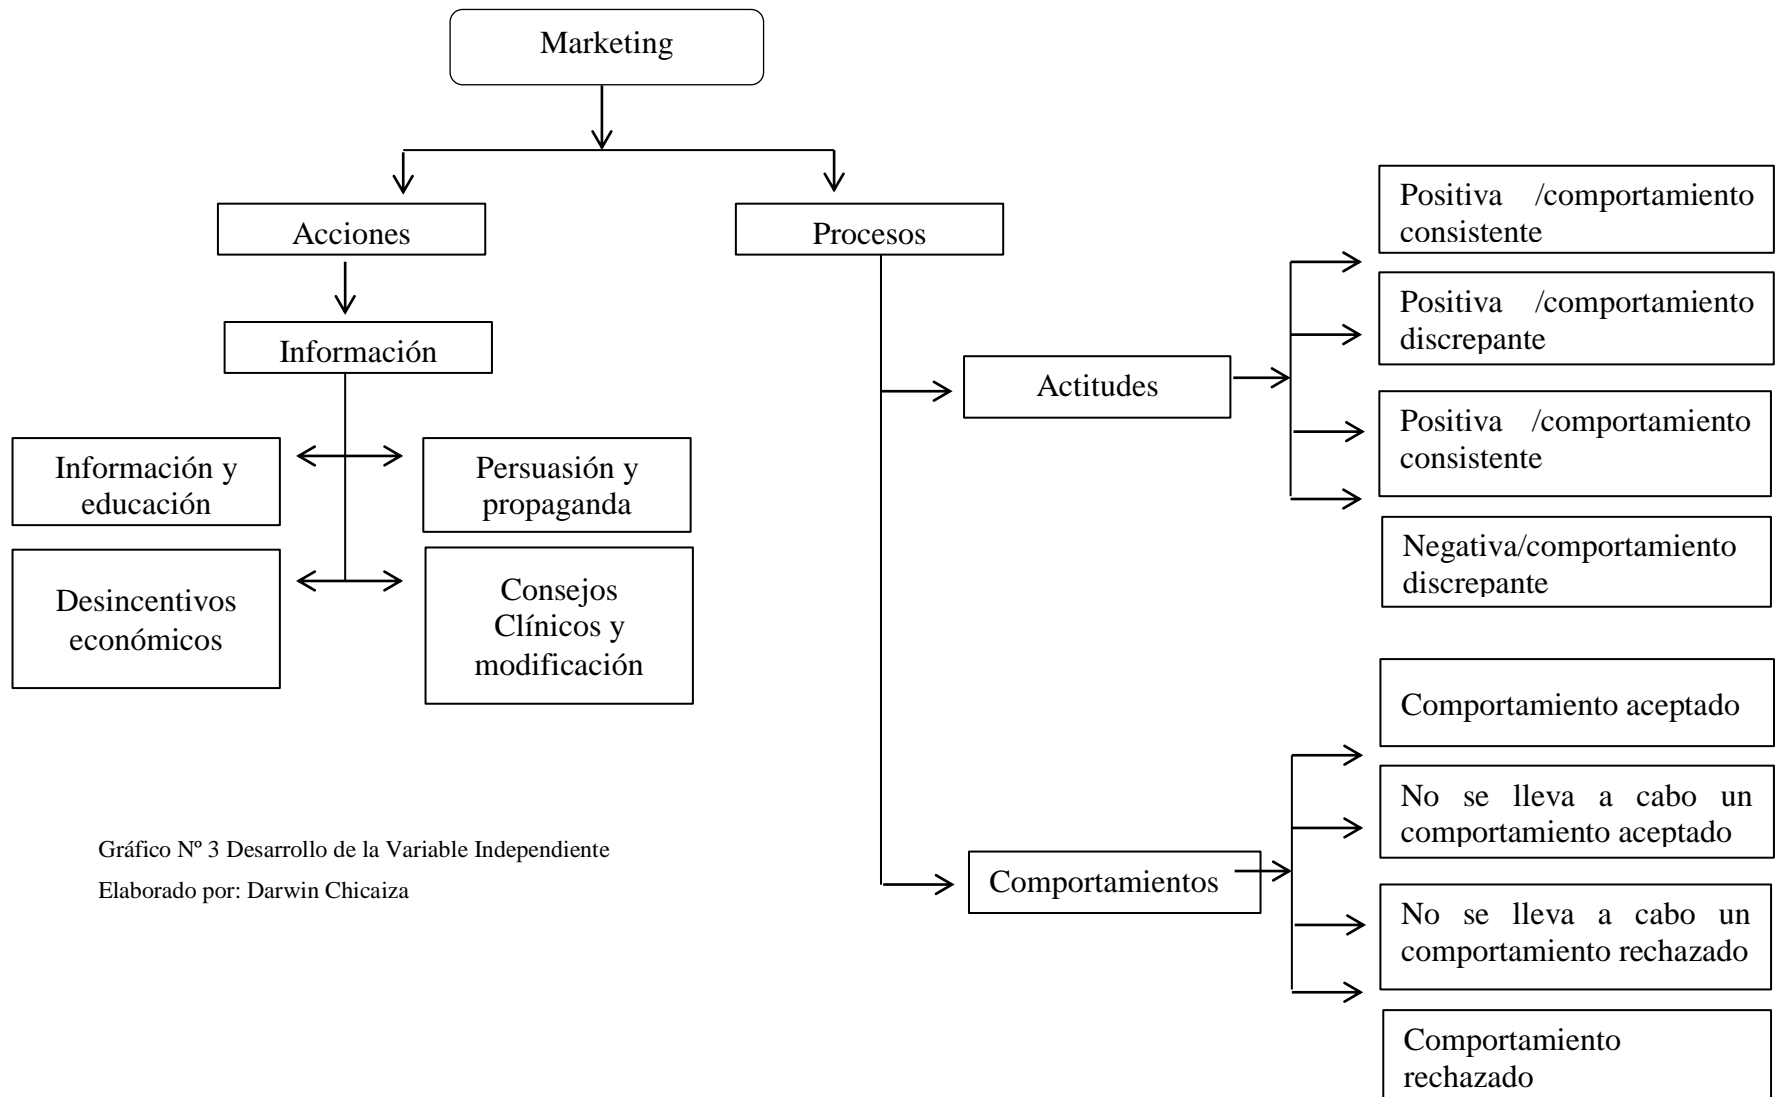 Marketing
Acciones
Procesos
Información
Información y
educación
Persuasión y
propaganda
Desincentivos
económicos
Consejos
Clínicos y
modificación
Actitudes
Positiva /comportamiento
consistente
Positiva /comportamiento
discrepante
Positiva /comportamiento
consistente
Negativa/comportamiento
discrepante
Comportamientos
Comportamiento aceptado
No se lleva a cabo un
comportamiento aceptado
No se lleva a cabo un
comportamiento rechazado
Comportamiento
rechazado
Gráfico Nº 3 Desarrollo de la Variable Independiente
Elaborado por: Darwin Chicaiza